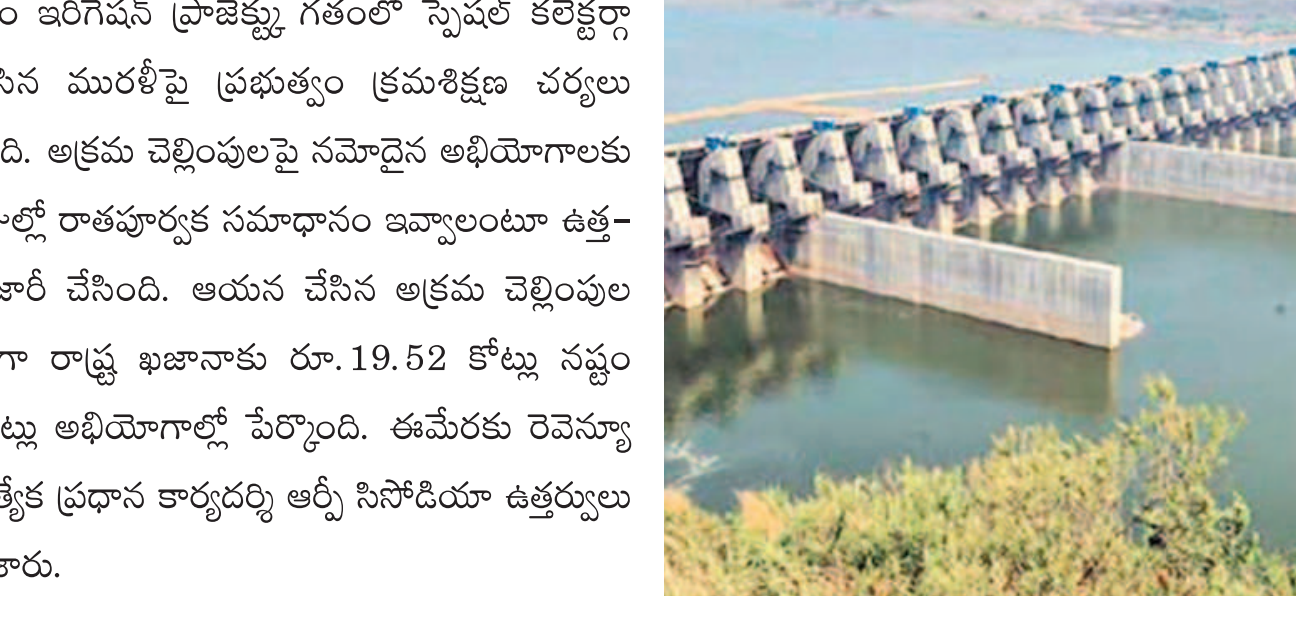 ం ఇరిగేషన్ ప్రాజెక్ట్కు గతంలో స్పెషల్ కలెక్టర్గా
సిన మురళీపై ప్రభుత్వం క్రమశిక్షణ చర్యలు
ది. అక్రమ చెల్లింపులపై నమోదైన అభియోగాలకు
ల్లో రాతపూర్వక సమాధానం ఇవ్వాలంటూ ఉత్త-
జారీ చేసింది. ఆయన చేసిన అక్రమ చెల్లింపుల
గా రాష్ట్ర ఖజానాకు రూ.19.52 కోట్లు నష్టం
ట్లు అభియోగాల్లో పేర్కొంది. ఈమేరకు రెవెన్యూ
త్యేక ప్రధాన కార్యదర్శి ఆర్పీ సిసోడియా ఉత్తర్వులు
శారు.